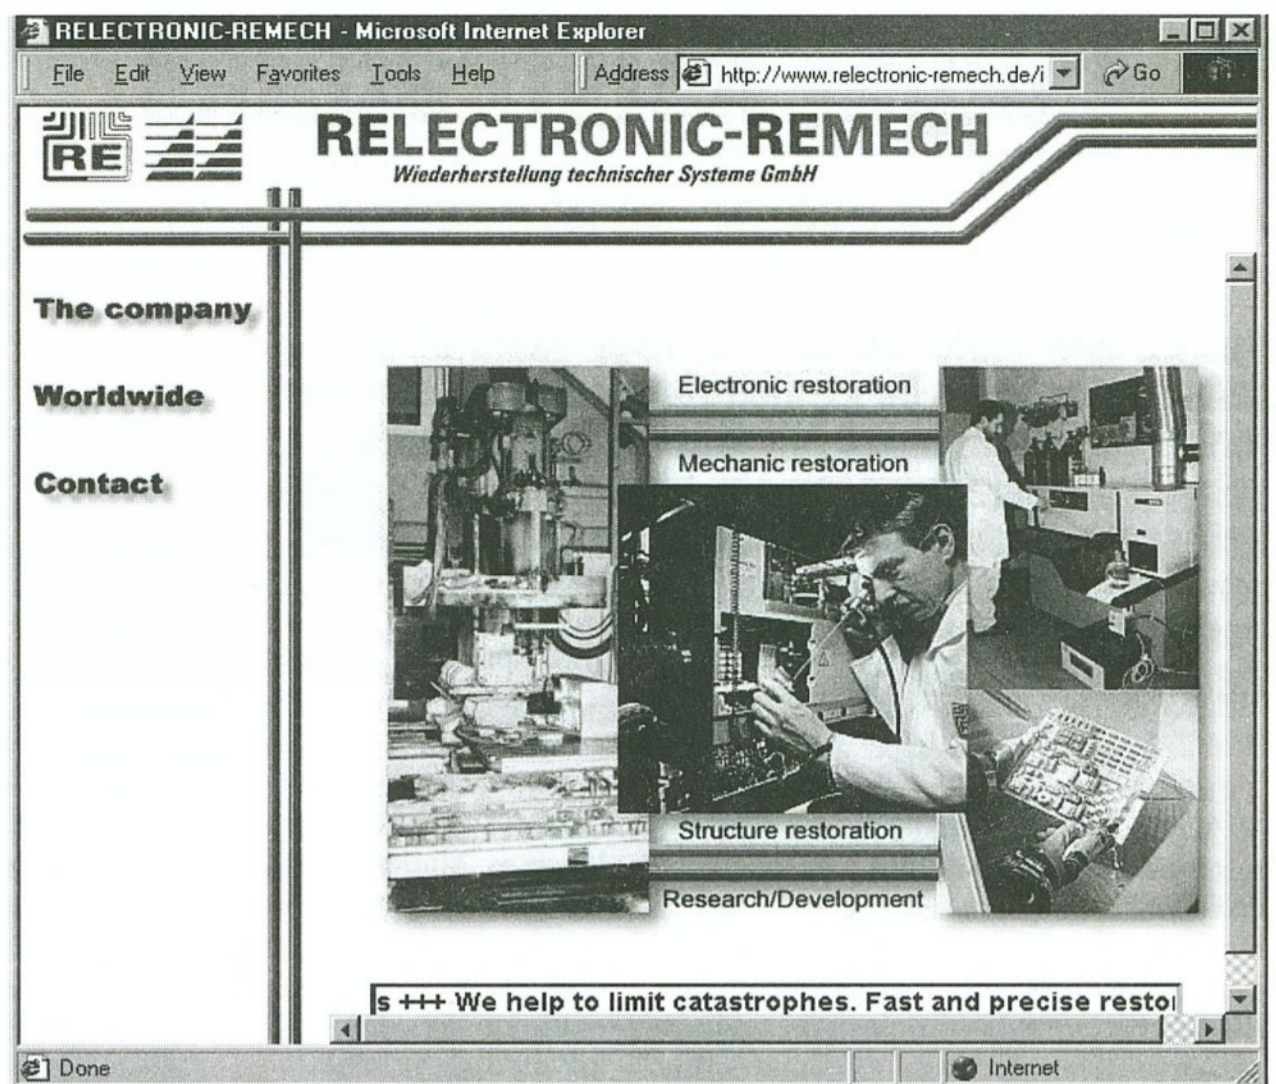 RELECTRONIC-REMECH - Microsoft Internet Explorer
File Edit View Favorites Tools Help Address http://www.relectronic-remech.de/i Go
RE
RELECTRONIC-REMECH
Wiederherstellung technischer Systeme GmbH
The company
Worldwide
Contact
Electronic restoration
Mechanic restoration
Structure restoration
Research/Development
s +++ We help to limit catastrophes. Fast and precise resto
Done Internet